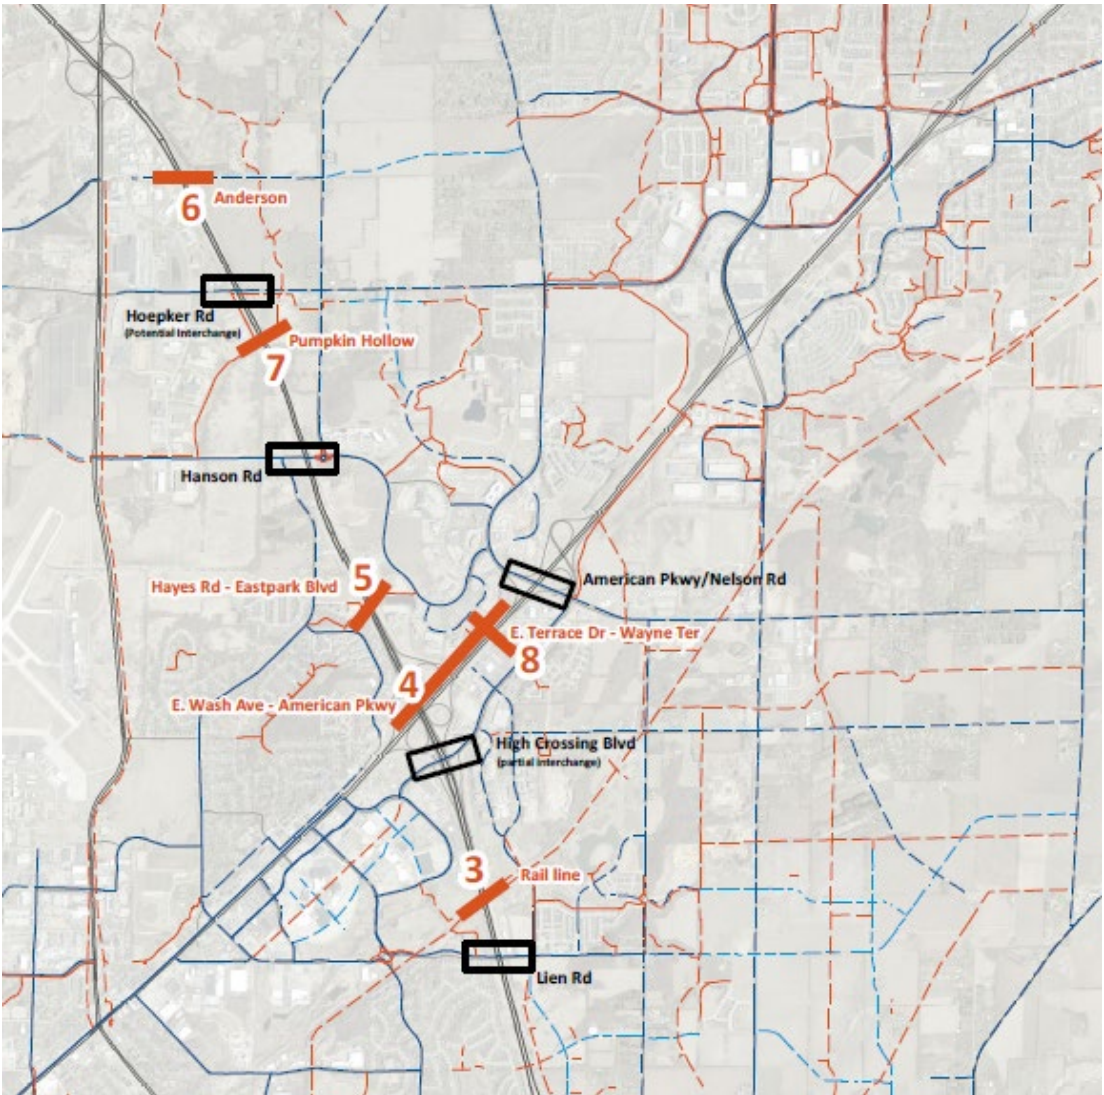 6
Anderson
Hoepker Rd
(Potential Interchange)
Pumpkin Hollow
7
Hanson Rd
5
Hayes Rd - Eastpark Blvd
American Pkwy/Nelson Rd
E. Terrace Dr - Wayne Ter
8
4
E. Wash Ave - American Pkwy
High Crossing Blvd
(partial interchange)
3
Rail line
Lien Rd